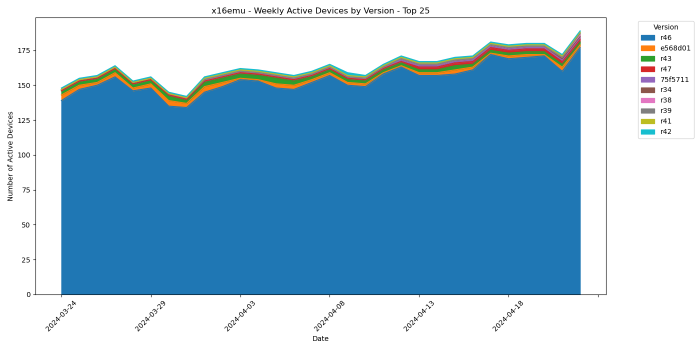 x16emu - Weekly Active Devices by Version - Top 25
Number of Active Devices
175
150
125
100
75
50
25
0
2024-03-24
2024-03-29
2024-04-03
2024-04-08
2024-04-13
2024-04-18
Date
Version
r46
e568d01
r43
r47
75f5711
r34
r38
r39
r41
r42